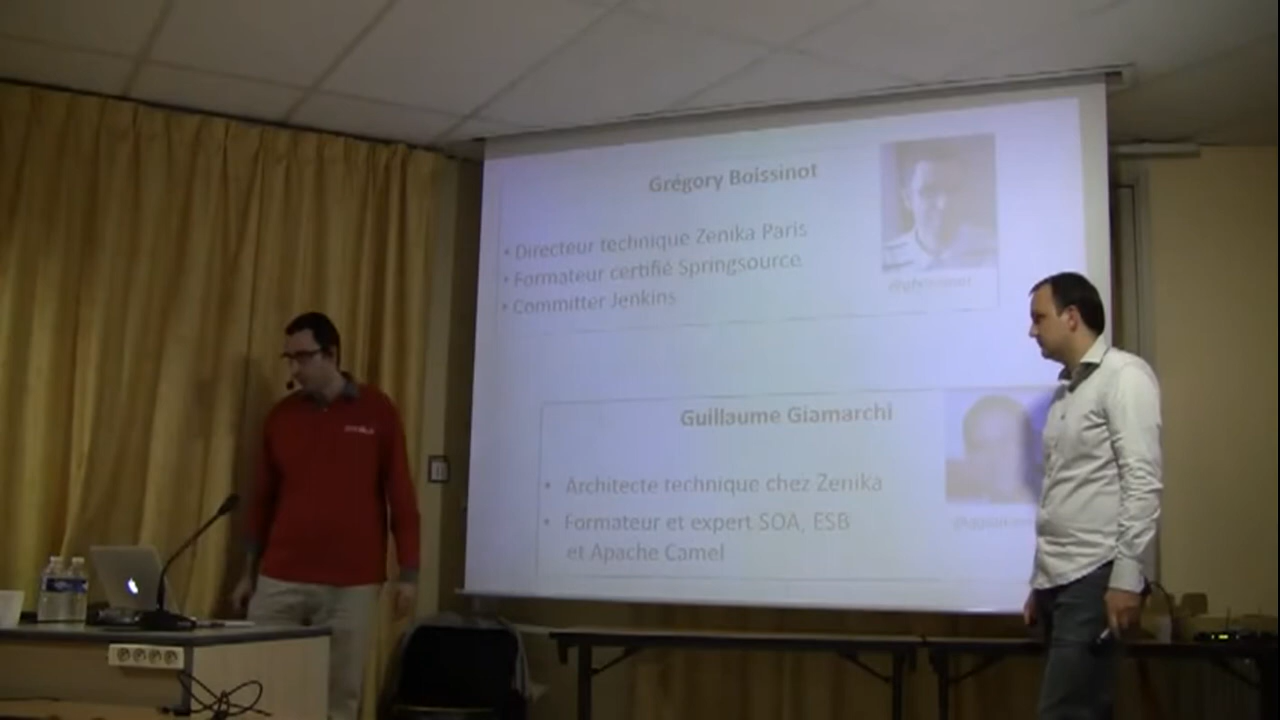 Grégory Boissinot
• Directeur technique Zenika Paris
• Formateur certifié Springsource
• Committer Jenkins
Guillaume Giamarchi
• Architecte technique chez Zenika
• Formateur et expert SOA, ESB
et Apache Camel